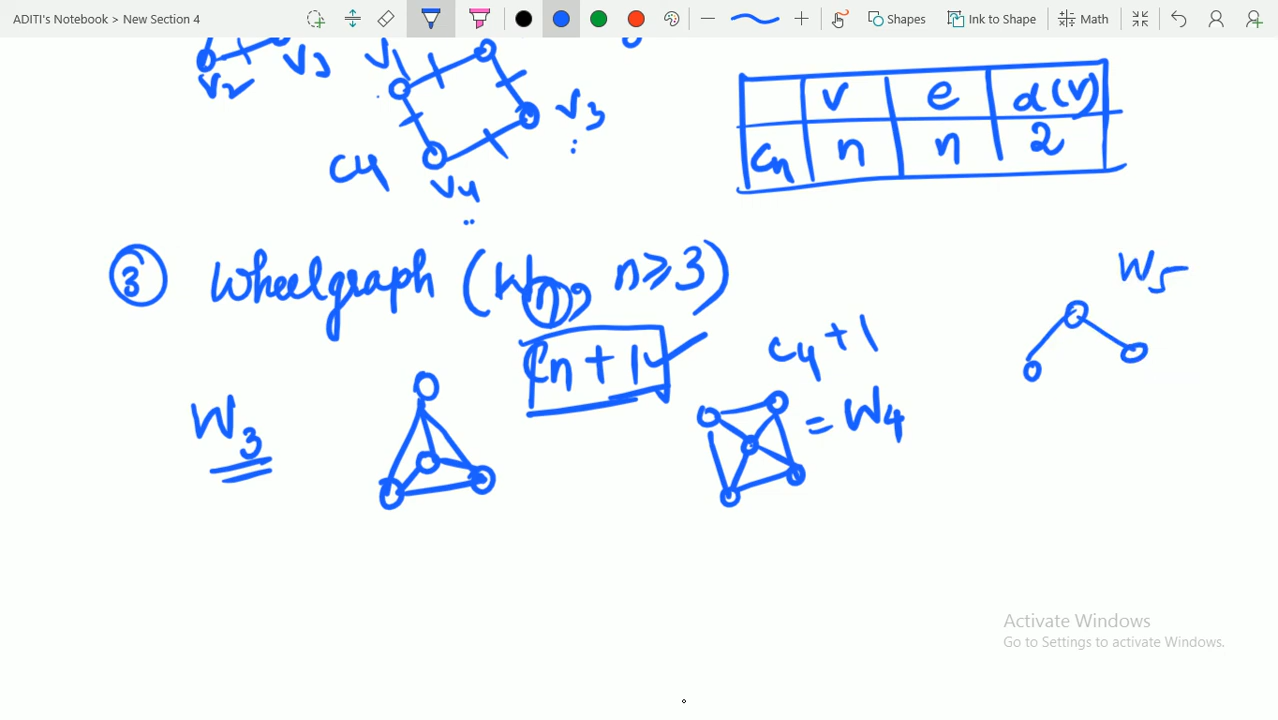 ADITI's Notebook > New Section 4
Shapes
Ink to Shape
Math
V1
V2
V3
V3
C4
V4
v e d(v)
Cn n n 2
③ Wheelgraph (Wn, n≥3)
Cn + 1
W3
C4 + 1
= W4
W5
Activate Windows
Go to Settings to activate Windows.